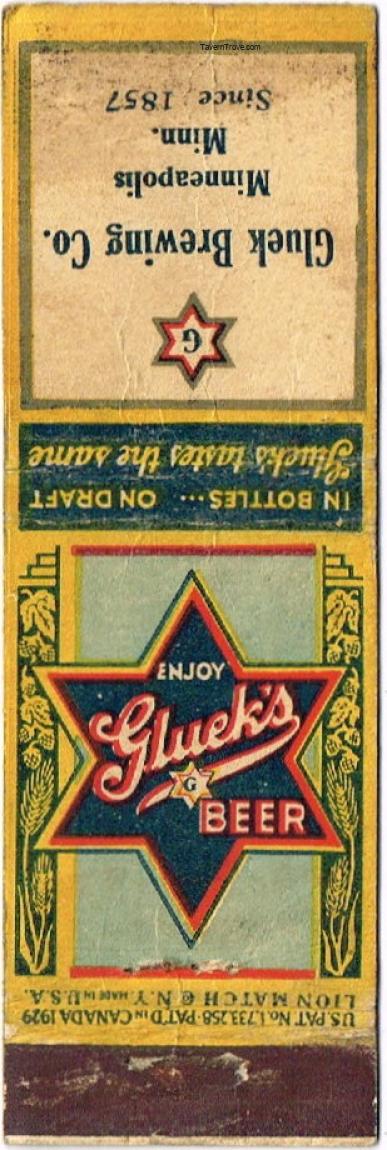 TavernTrove.com
Since 1857
Minn.
Minneapolis
Gluek Brewing Co.
G
Gluek's tastes the same
IN BOTTLES... ON DRAFT
ENJOY
Gluek's
G
BEER
LION MATCH © N.Y. MADE IN U.S.A.
U.S. PAT No. 1,733,258 · PAT'D IN CANADA 1929